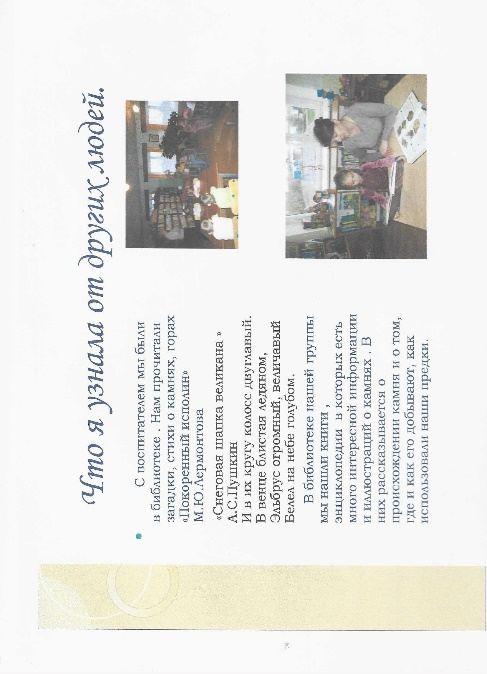 Что я узнала от других людей.
С воспитателем мы были
в библиотеке . Нам прочитали
загадки, стихи о камнях, горах
«Покоренный исполин»
М.Ю.Лермонтова
«Снеговая шапка великана »
А.С.Пушкин
И в их кругу колосс двуглавый.
В венце блистая ледяном,
Эльбрус огромный, величавый
Белел на небе голубом.
В библиотеке нашей группы
мы нашли книги ,
энциклопедии в которых есть
много интересной информации
и иллюстраций о камнях . В
них рассказывается о
происхождении камня и о том,
где и как его добывают, как
использовали наши предки.